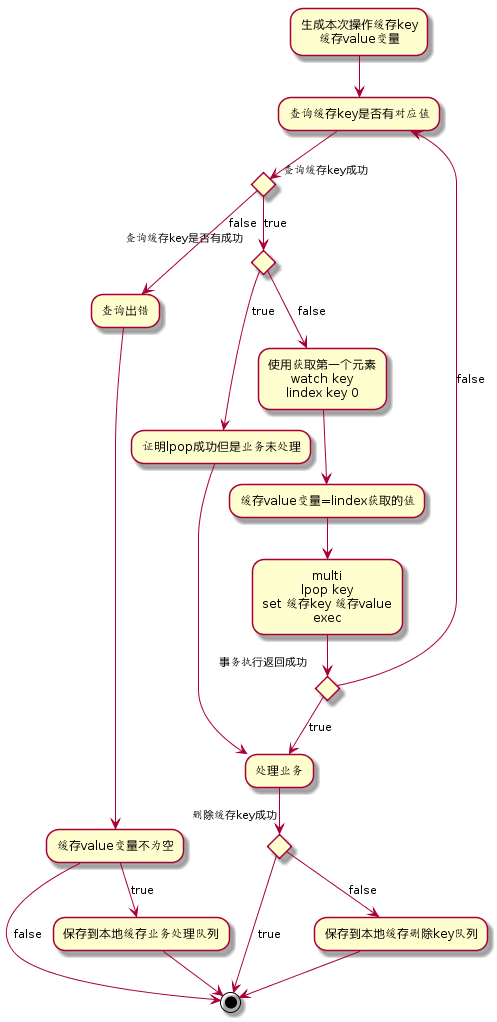 生成本次操作缓存key
缓存value变量
查询缓存key是否有对应值
查询缓存key成功
false
true
查询缓存key是否有成功
查询出错
true
false
使用获取第一个元素
watch key
lindex key 0
false
证明lpop成功但是业务未处理
缓存value变量=lindex获取的值
multi
lpop key
set 缓存key 缓存value
exec
事务执行返回成功
true
处理业务
删除缓存key成功
缓存value变量不为空
true
false
false
保存到本地缓存业务处理队列
true
保存到本地缓存删除key队列